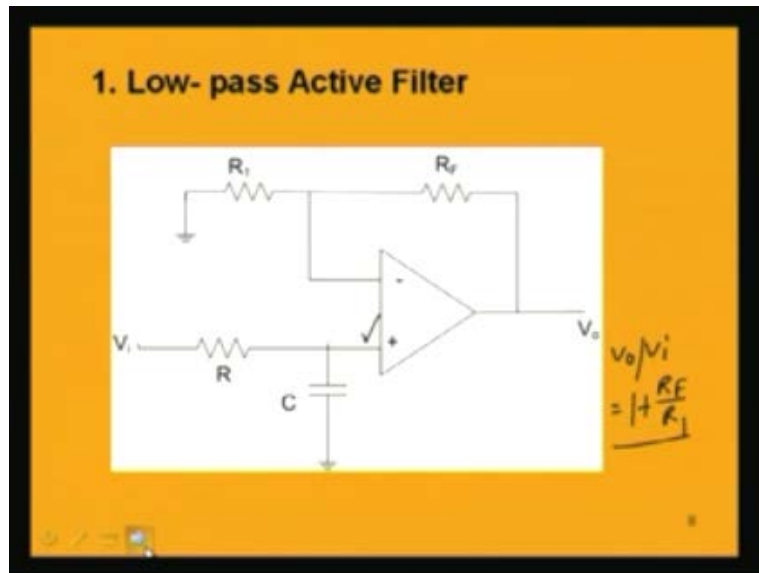 1. Low- pass Active Filter
R₁
RF
-
+
Vi
R
C
Vo
vo/vi
= 1+ RF/R1
8